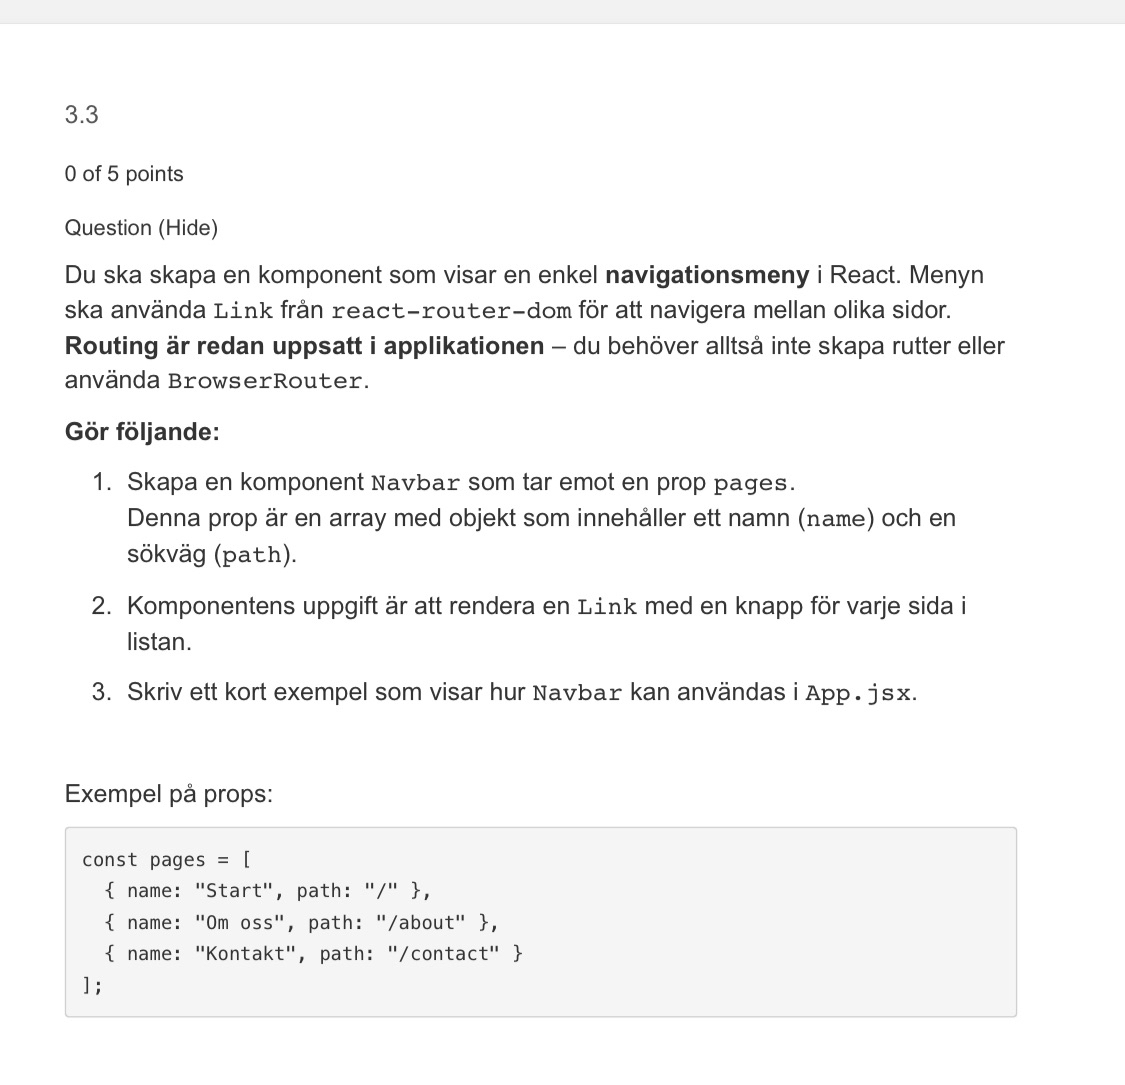 3.3
0 of 5 points
Question (Hide)
Du ska skapa en komponent som visar en enkel navigationsmeny i React. Menyn
ska använda Link från react-router-dom för att navigera mellan olika sidor.
Routing är redan uppsatt i applikationen – du behöver alltså inte skapa rutter eller
använda BrowserRouter.
Gör följande:
1. Skapa en komponent Navbar som tar emot en prop pages.
Denna prop är en array med objekt som innehåller ett namn (name) och en
sökväg (path).
2. Komponentens uppgift är att rendera en Link med en knapp för varje sida i
listan.
3. Skriv ett kort exempel som visar hur Navbar kan användas i App.jsx.
Exempel på props:
const pages = [
  { name: "Start", path: "/" },
  { name: "Om oss", path: "/about" },
  { name: "Kontakt", path: "/contact" }
];